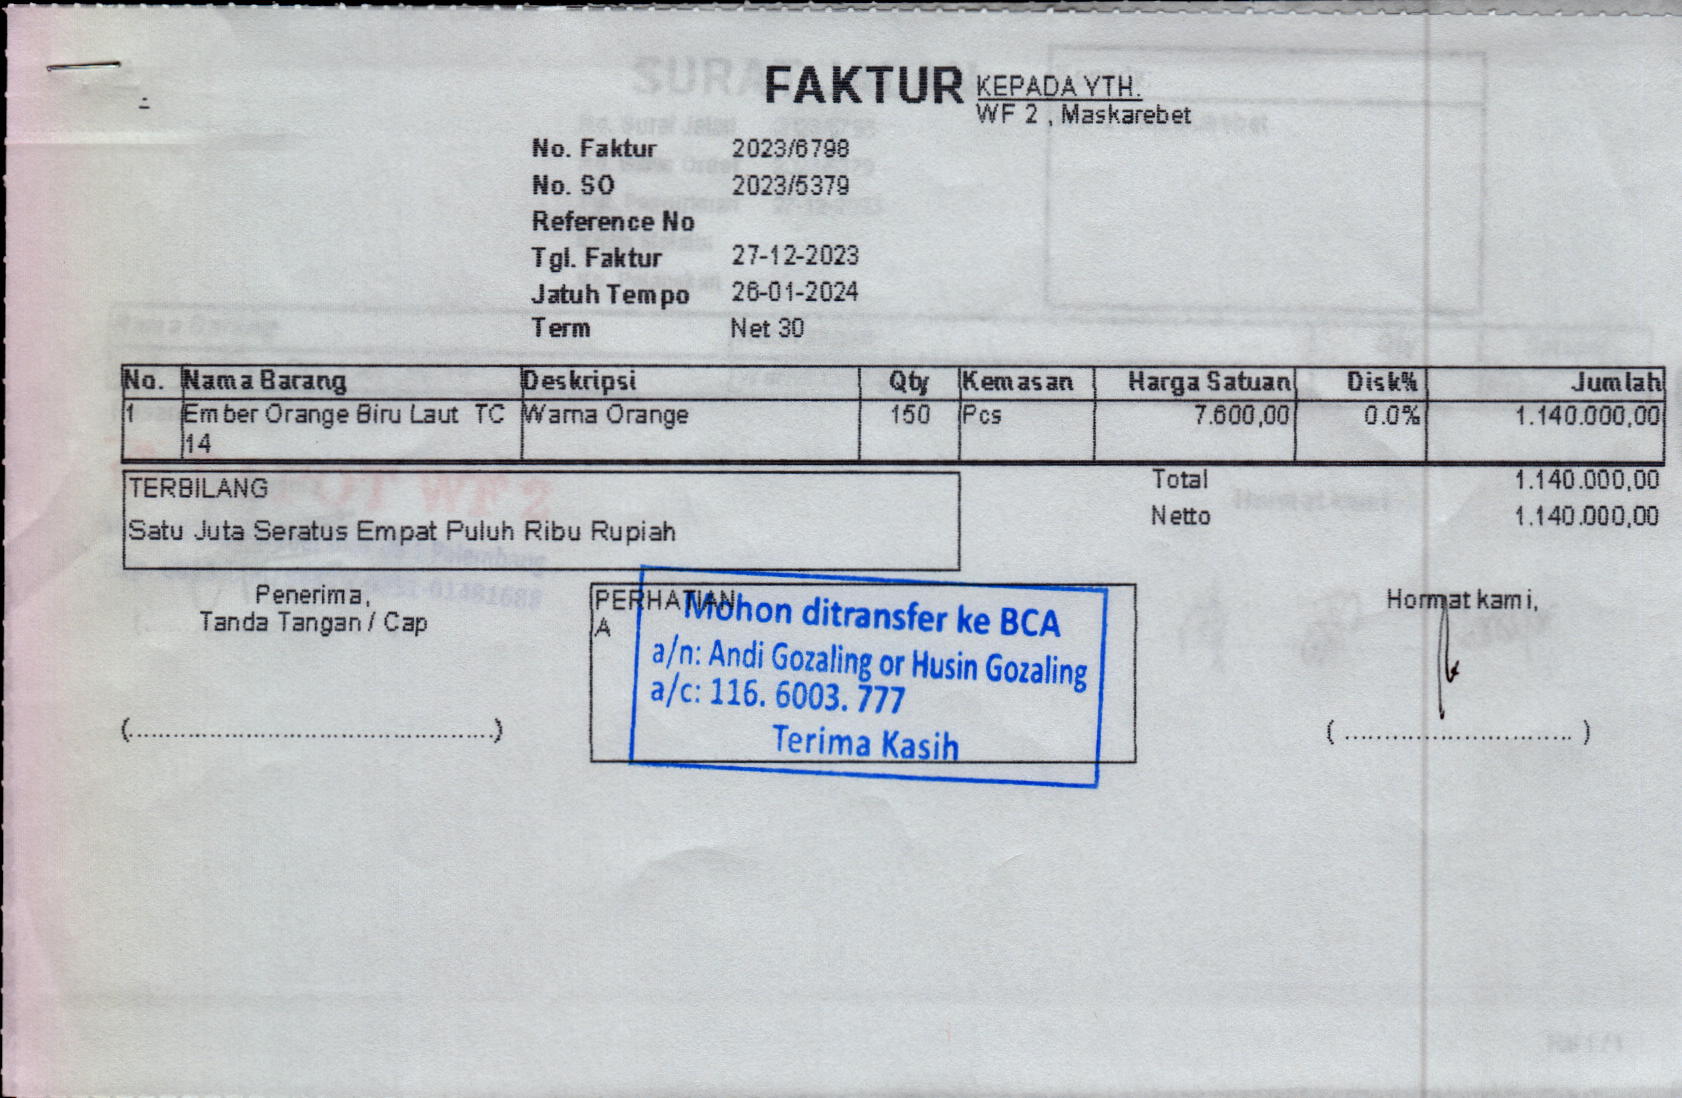 FAKTUR
KEPADA YTH.
WF 2 , Maskarebet
No. Faktur 2023/6798
No. SO 2023/5379
Reference No
Tgl. Faktur 27-12-2023
Jatuh Tempo 26-01-2024
Term Net 30
No. Nama Barang Deskripsi Qty Kemasan Harga Satuan Disk% Jumlah
1 Ember Orange Biru Laut TC Warna Orange 150 Pcs 7.600,00 0.0% 1.140.000,00
14
TERBILANG
Satu Juta Seratus Empat Puluh Ribu Rupiah
Total 1.140.000,00
Netto 1.140.000,00
Penerima,
Tanda Tangan / Cap
(............................................)
PERHATIAN
A
Mohon ditransfer ke BCA
a/n: Andi Gozaling or Husin Gozaling
a/c: 116. 6003. 777
Terima Kasih
Hormat kami,
(............................)